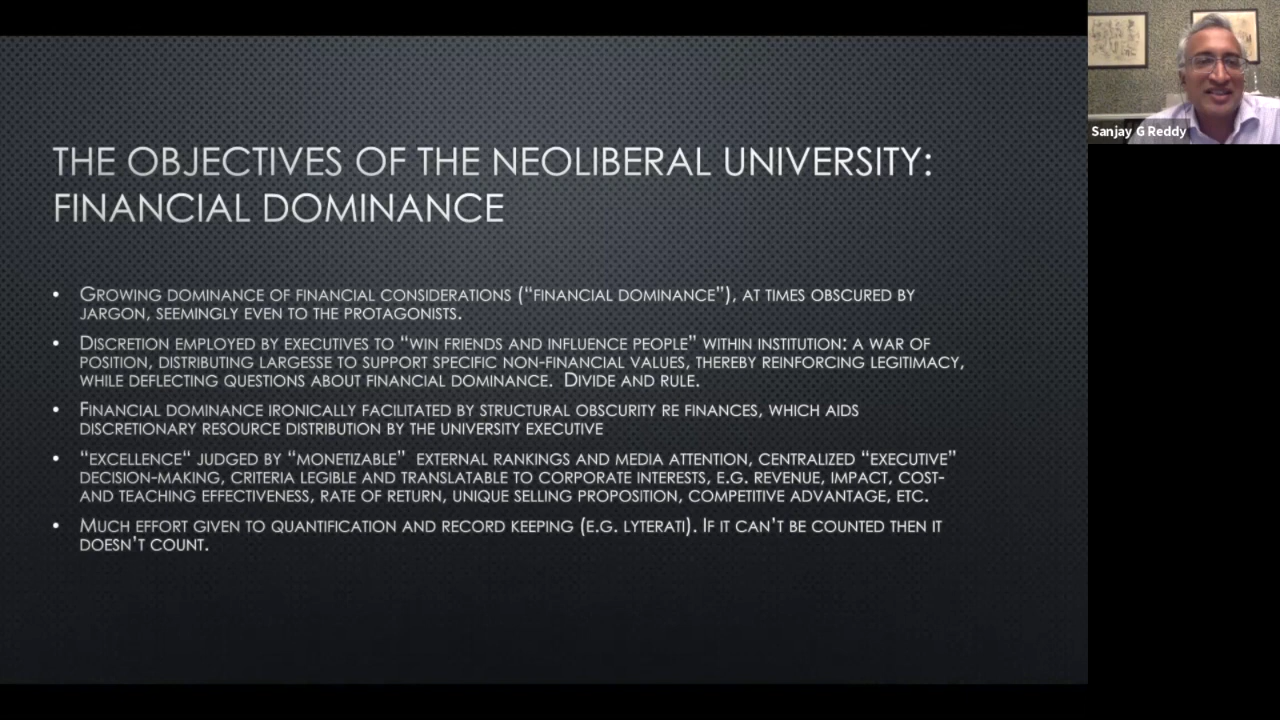 THE OBJECTIVES OF THE NEOLIBERAL UNIVERSITY:
FINANCIAL DOMINANCE
• GROWING DOMINANCE OF FINANCIAL CONSIDERATIONS (“FINANCIAL DOMINANCE”), AT TIMES OBSCURED BY
JARGON, SEEMINGLY EVEN TO THE PROTAGONISTS.
• DISCRETION EMPLOYED BY EXECUTIVES TO “WIN FRIENDS AND INFLUENCE PEOPLE” WITHIN INSTITUTION: A WAR OF
POSITION, DISTRIBUTING LARGESSE TO SUPPORT SPECIFIC NON-FINANCIAL VALUES, THEREBY REINFORCING LEGITIMACY,
WHILE DEFLECTING QUESTIONS ABOUT FINANCIAL DOMINANCE. DIVIDE AND RULE.
• FINANCIAL DOMINANCE IRONICALLY FACILITATED BY STRUCTURAL OBSCURITY RE FINANCES, WHICH AIDS
DISCRETIONARY RESOURCE DISTRIBUTION BY THE UNIVERSITY EXECUTIVE
• “EXCELLENCE“ JUDGED BY “MONETIZABLE” EXTERNAL RANKINGS AND MEDIA ATTENTION, CENTRALIZED “EXECUTIVE”
DECISION-MAKING, CRITERIA LEGIBLE AND TRANSLATABLE TO CORPORATE INTERESTS, E.G. REVENUE, IMPACT, COST-
AND TEACHING EFFECTIVENESS, RATE OF RETURN, UNIQUE SELLING PROPOSITION, COMPETITIVE ADVANTAGE, ETC.
• MUCH EFFORT GIVEN TO QUANTIFICATION AND RECORD KEEPING (E.G. LYTERATI). IF IT CAN’T BE COUNTED THEN IT
DOESN’T COUNT.
Sanjay G Reddy